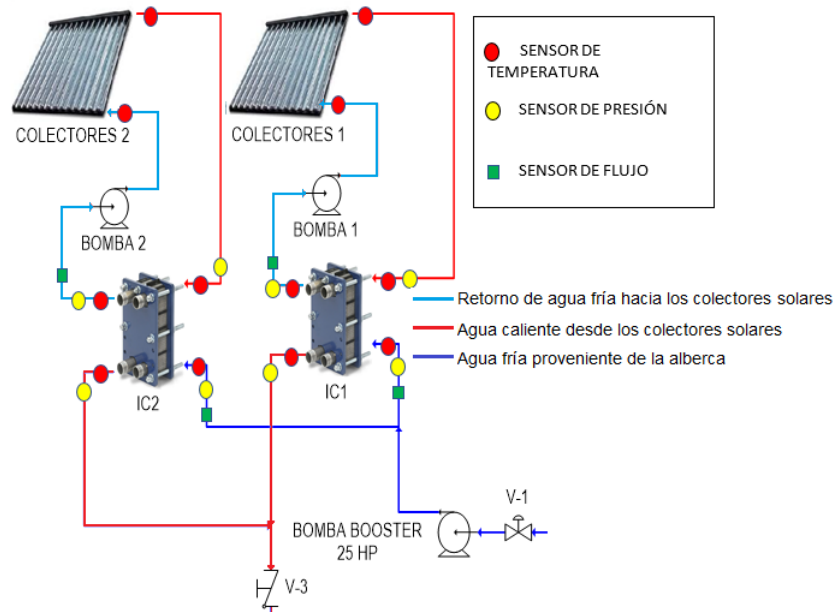 SENSOR DE
TEMPERATURA
SENSOR DE PRESIÓN
SENSOR DE FLUJO
COLECTORES 2
COLECTORES 1
BOMBA 2
BOMBA 1
Retorno de agua fría hacia los colectores solares
Agua caliente desde los colectores solares
Agua fría proveniente de la alberca
IC2
IC1
BOMBA BOOSTER
25 HP
V-1
V-3